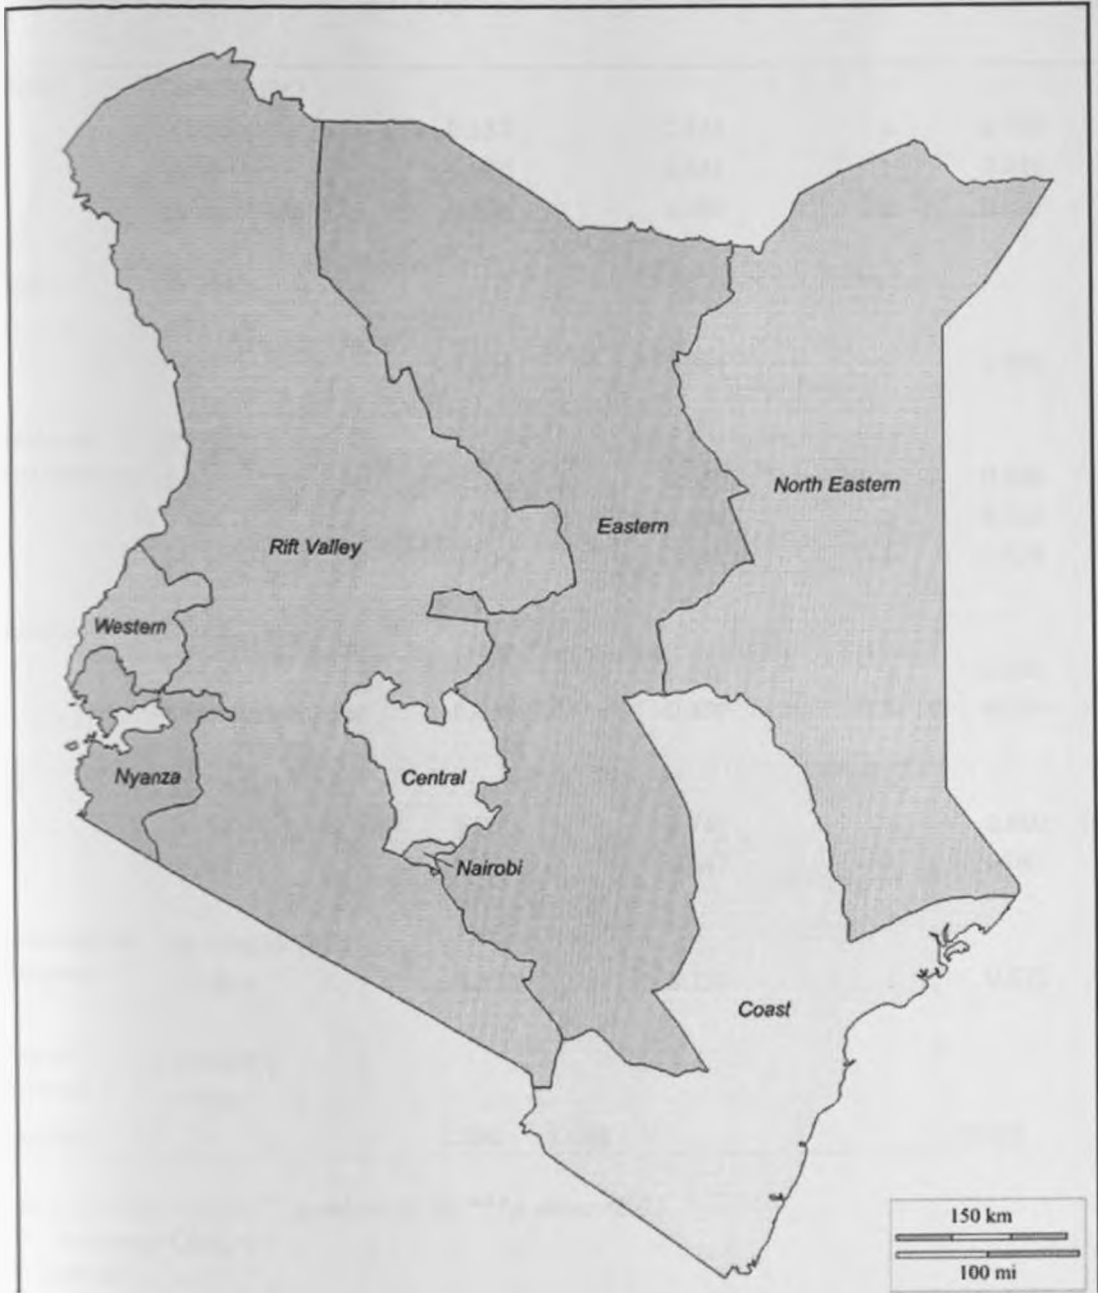 North Eastern
Eastern
Rift Valley
Western
Nyanza
Central
Nairobi
Coast
150 km
100 mi